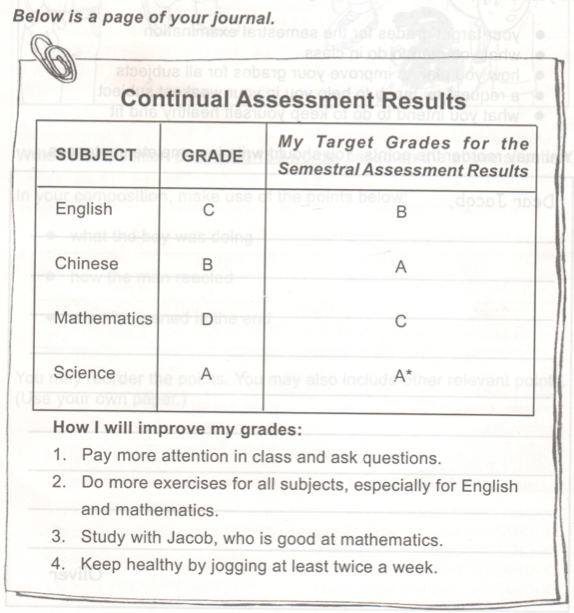 Below is a page of your journal.
Continual Assessment Results
SUBJECT GRADE My Target Grades for the
Semestral Assessment Results
English C B
Chinese B A
Mathematics D C
Science A A*
How I will improve my grades:
1. Pay more attention in class and ask questions.
2. Do more exercises for all subjects, especially for English
and mathematics.
3. Study with Jacob, who is good at mathematics.
4. Keep healthy by jogging at least twice a week.